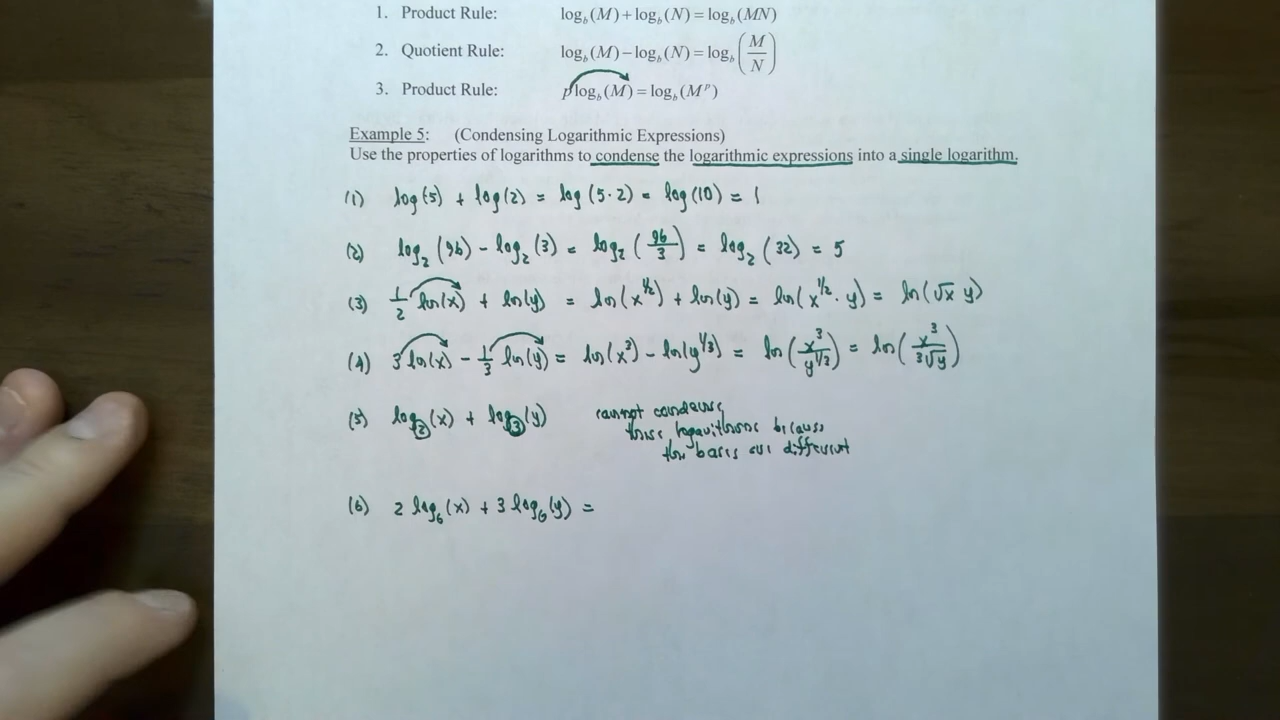 1. Product Rule: log_b(M)+log_b(N)=log_b(MN)
2. Quotient Rule: log_b(M)−log_b(N)=log_b(M/N)
3. Product Rule: p log_b(M)=log_b(M^p)
Example 5: (Condensing Logarithmic Expressions)
Use the properties of logarithms to condense the logarithmic expressions into a single logarithm.
(1) log(5) + log(2) = log(5·2) = log(10) = 1
(2) log_2(96) − log_2(3) = log_2(96/3) = log_2(32) = 5
(3) 1/2 ln(x) + ln(y) = ln(x^(1/2)) + ln(y) = ln(x^(1/2) · y) = ln(√x y)
(4) 3 ln(x) − 1/3 ln(y) = ln(x^3) − ln(y^(1/3)) = ln(x^3/y^(1/3)) = ln(x^3/∛y)
(5) log_2(x) + log_3(y) cannot condense
these logarithms because
the bases are different
(6) 2 log_6(x) + 3 log_6(y) =